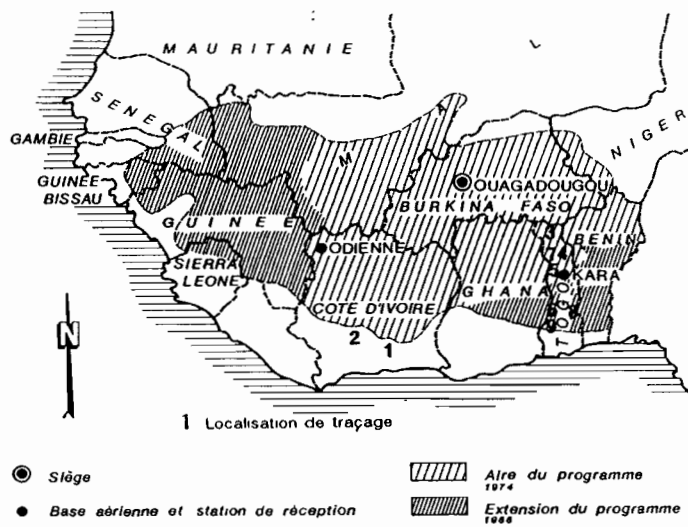 MAURITANIE
L
SENEGAL
A
NIGER
GAMBIE
M
OUAGADOUGOU
GUINÉE
BISSAU
BURKINA FASO
GUINEE
BENIN
ODIENNE
SIERRA
LEONE
KARA
GHANA
TOGO
COTE D'IVOIRE
2 1
N
1 Localisation de traçage
Siège
Aire du programme
1974
Base aérienne et station de réception
Extension du programme